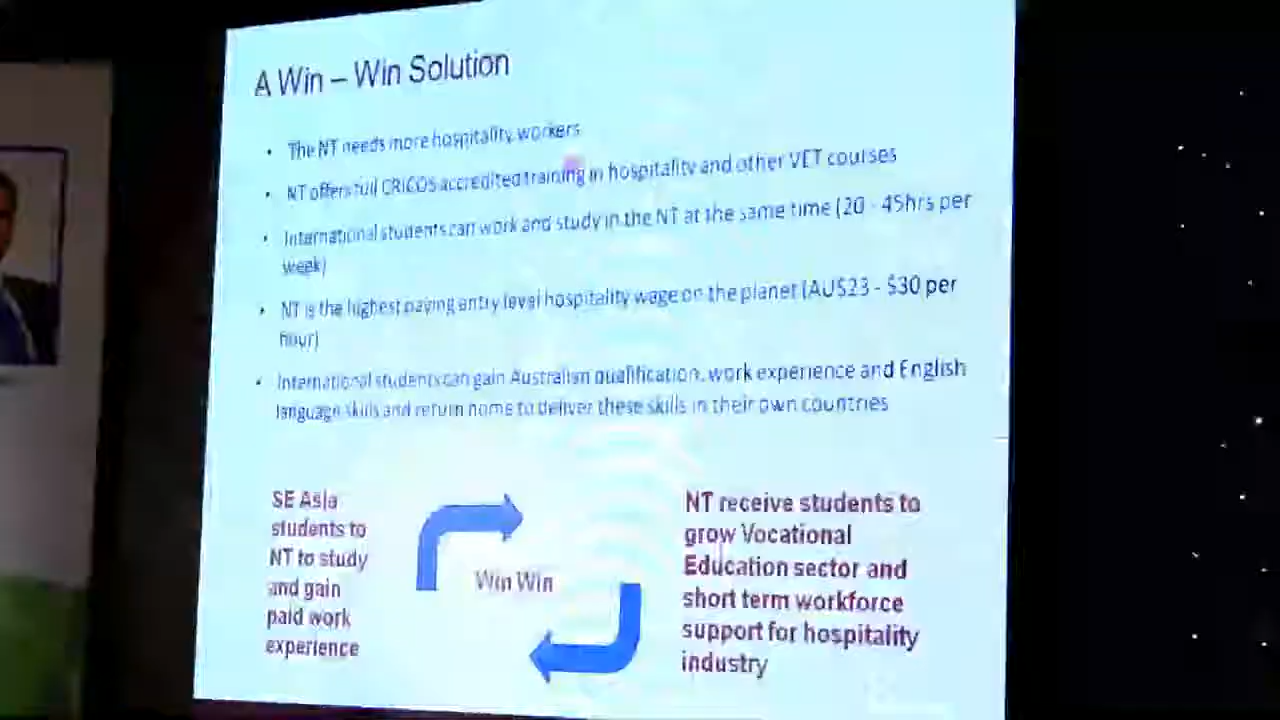 A Win – Win Solution
• The NT needs more hospitality workers
• NT offers full CRICOS accredited training in hospitality and other VET courses
• International students can work and study in the NT at the same time (20 - 45hrs per
week)
• NT is the highest paying entry level hospitality wage on the planet (AU$23 - $30 per
hour)
• International students can gain Australian qualification, work experience and English
language skills and return home to deliver these skills in their own countries
SE Asia
students to
NT to study
and gain
paid work
experience
Win Win
NT receive students to
grow Vocational
Education sector and
short term workforce
support for hospitality
industry